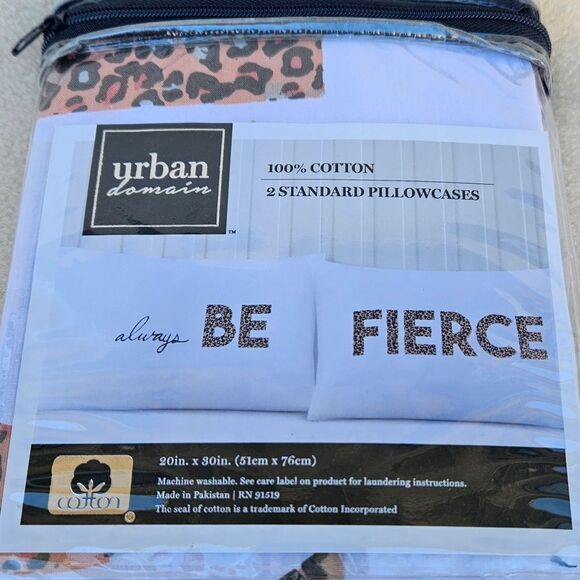 urban
domain
™
100% COTTON
2 STANDARD PILLOWCASES
always BE
FIERCE
20in. x 30in. (51cm x 76cm)
Machine washable. See care label on product for laundering instructions.
Made in Pakistan | RN 91519
The seal of cotton is a trademark of Cotton Incorporated
cotton
®